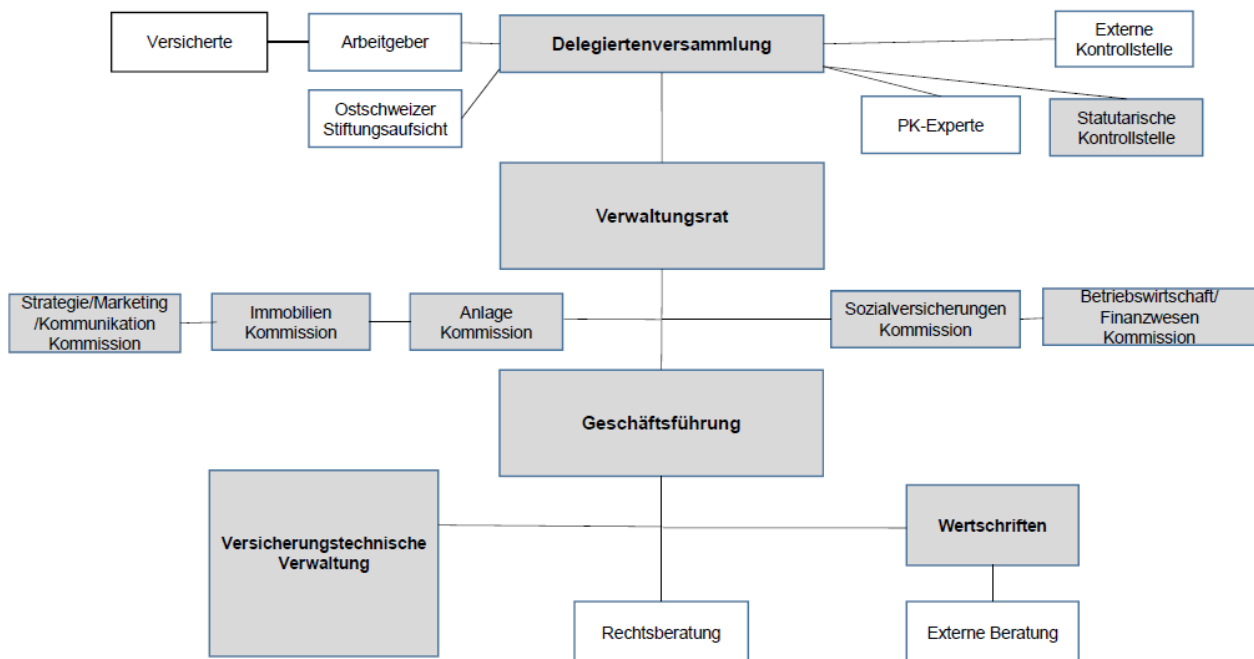 Versicherte
Arbeitgeber
Delegiertenversammlung
Externe
Kontrollstelle
Ostschweizer
Stiftungsaufsicht
PK-Experte
Statutarische
Kontrollstelle
Verwaltungsrat
Strategie/Marketing
/Kommunikation
Kommission
Immobilien
Kommission
Anlage
Kommission
Sozialversicherungen
Kommission
Betriebswirtschaft/
Finanzwesen
Kommission
Geschäftsführung
Versicherungstechnische
Verwaltung
Wertschriften
Rechtsberatung
Externe Beratung